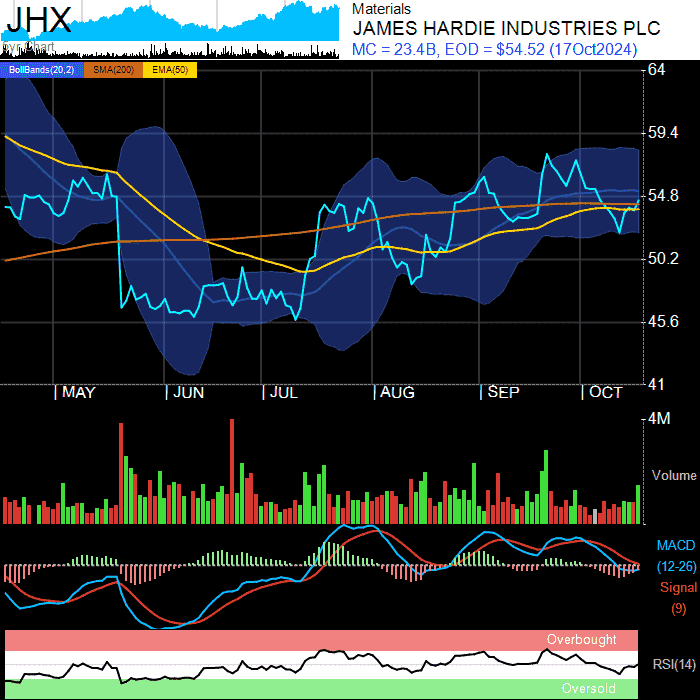 JHX
5yr Chart
Materials
JAMES HARDIE INDUSTRIES PLC
MC = 23.4B, EOD = $54.52 (17Oct2024)
BollBands(20,2) SMA(200) EMA(50)
64
59.4
54.8
50.2
45.6
41
MAY JUN JUL AUG SEP OCT
4M
Volume
MACD
(12-26)
Signal
(9)
Overbought
RSI(14)
Oversold